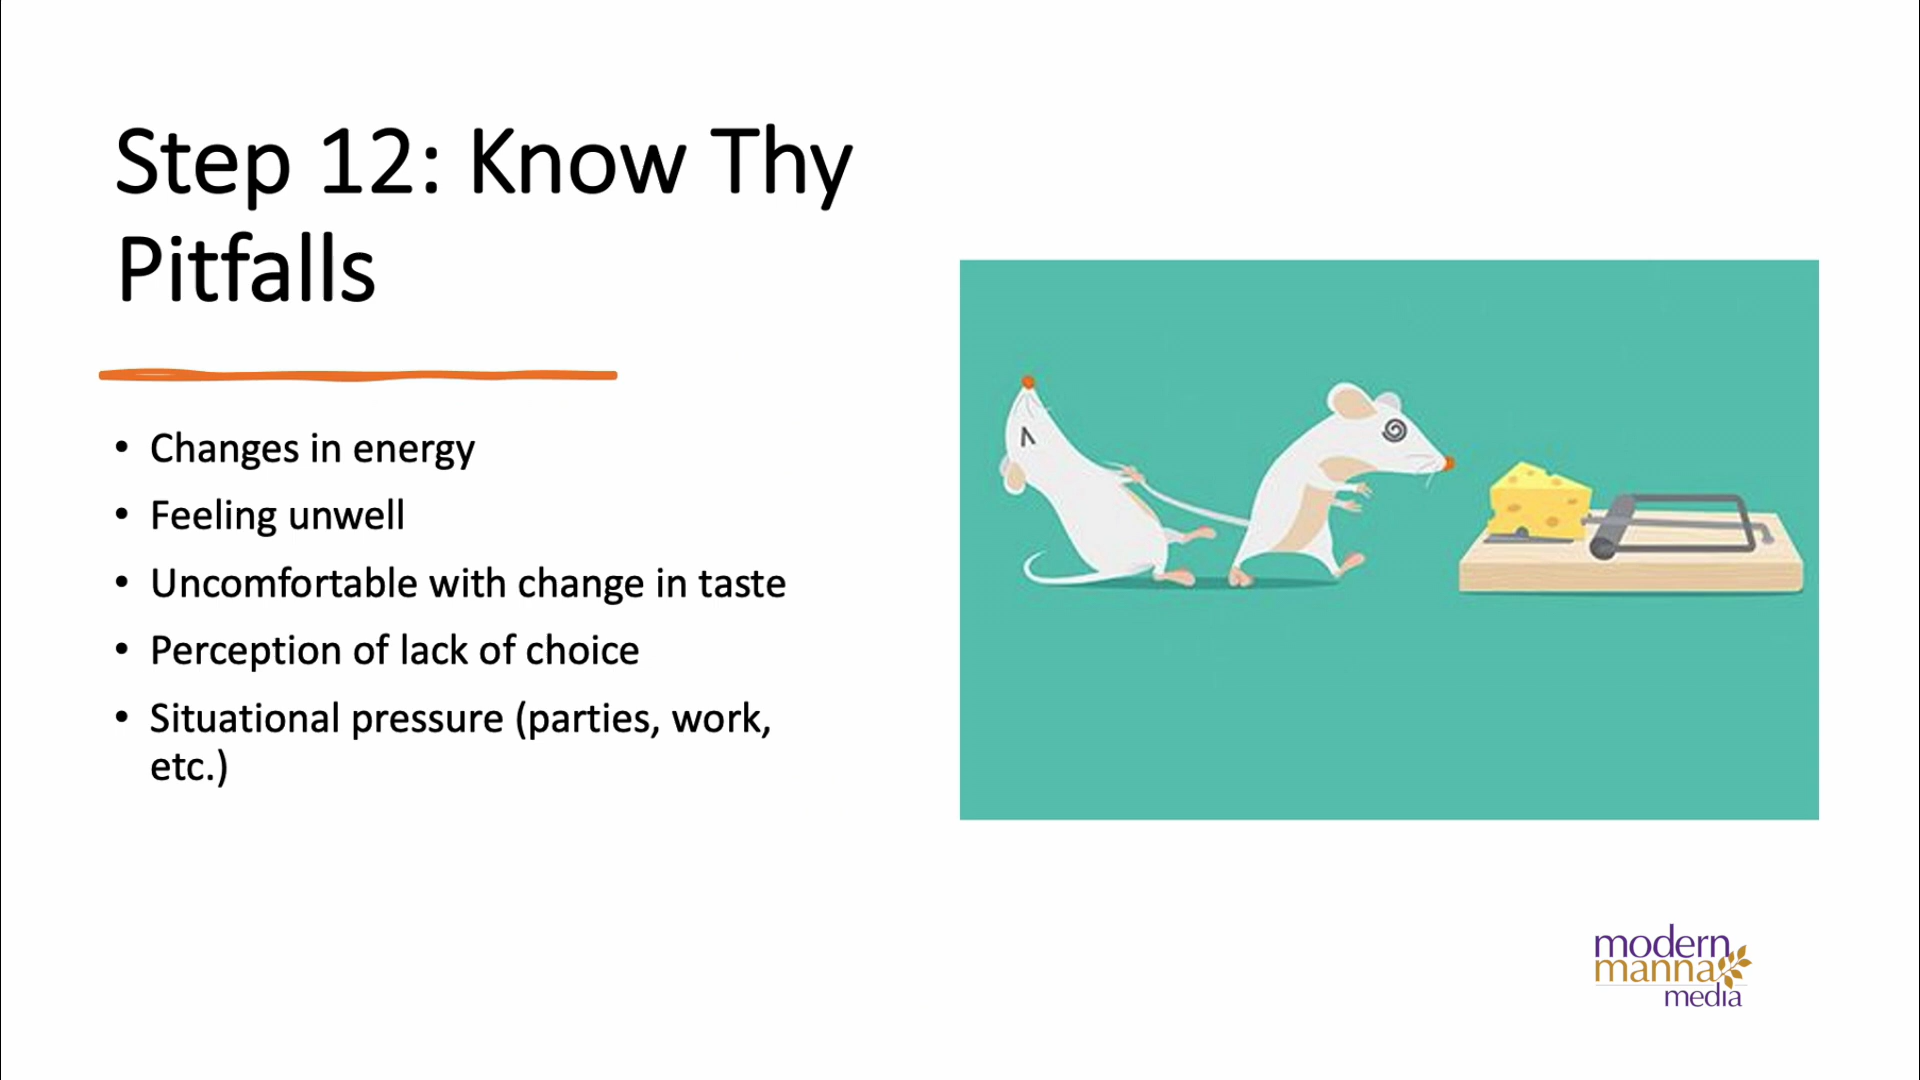 Step 12: Know Thy
Pitfalls
• Changes in energy
• Feeling unwell
• Uncomfortable with change in taste
• Perception of lack of choice
• Situational pressure (parties, work,
etc.)
modern
manna
media